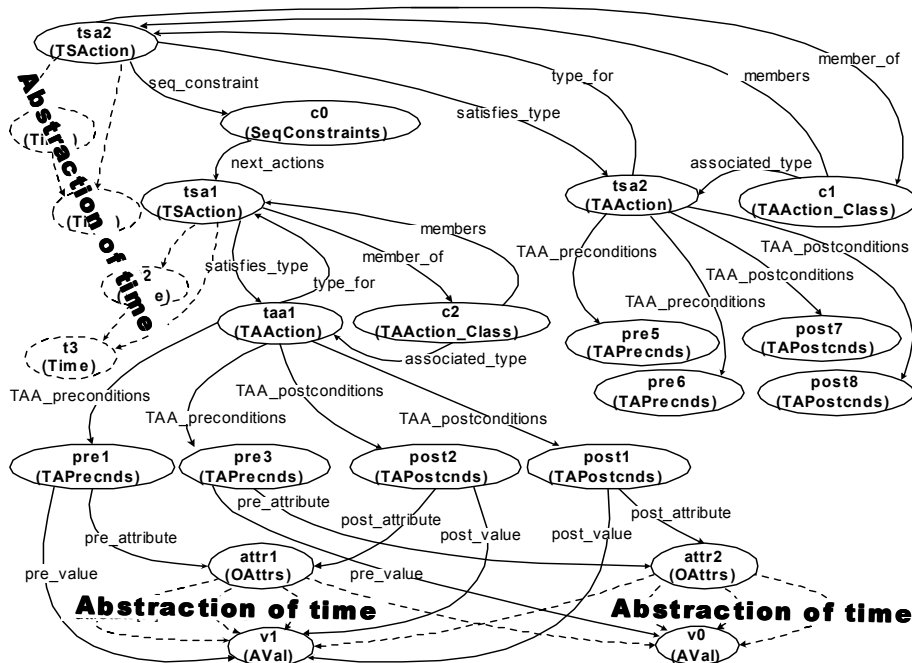 tsa2
(TSAction)
type_for
members
member_of
seq_constraint
Abstraction of time
c0
(SeqConstraints)
satisfies_type
next_actions
associated_type
tsa1
(TSAction)
tsa2
(TAAction)
c1
(TAAction_Class)
members
TAA_preconditions
TAA_postconditions
satisfies_type
type_for
member_of
TAA_postconditions
2
TAA_preconditions
taa1
(TAAction)
c2
(TAAction_Class)
pre5
(TAPrecnds)
post7
(TAPostcnds)
t3
(Time)
associated_type
pre6
(TAPrecnds)
post8
(TAPostcnds)
TAA_preconditions
TAA_preconditions
TAA_postconditions
TAA_postconditions
pre1
(TAPrecnds)
pre3
(TAPrecnds)
post2
(TAPostcnds)
post1
(TAPostcnds)
pre_attribute
post_attribute
post_value
post_value
post_attribute
pre_value
attr1
(OAttrs)
pre_value
attr2
(OAttrs)
Abstraction of time
Abstraction of time
v1
(AVal)
v0
(AVal)